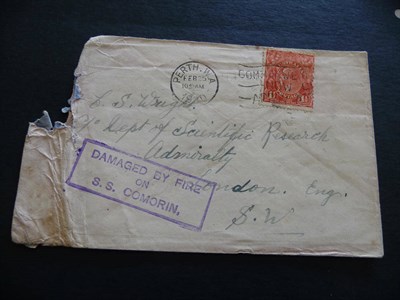 PERTH. W.A
FEB
C. S. Wright
c/o Dept of Scientific Research
Admiralty
London. Eng.
S.W
DAMAGED BY FIRE
ON
S.S. COMORIN.